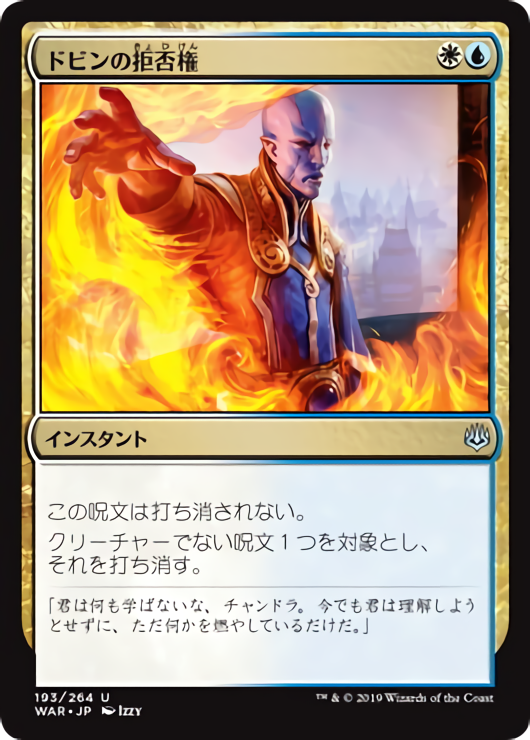 ドビンの拒否権
きょひけん
インスタント
この呪文は打ち消されない。
クリーチャーでない呪文１つを対象とし、
それを打ち消す。
「君は何も学ばないな、チャンドラ。今でも君は理解しよう
とせずに、ただ何かを燃やしているだけだ。」
193/264 U
WAR • JP Izzy
™ & © 2019 Wizards of the Coast